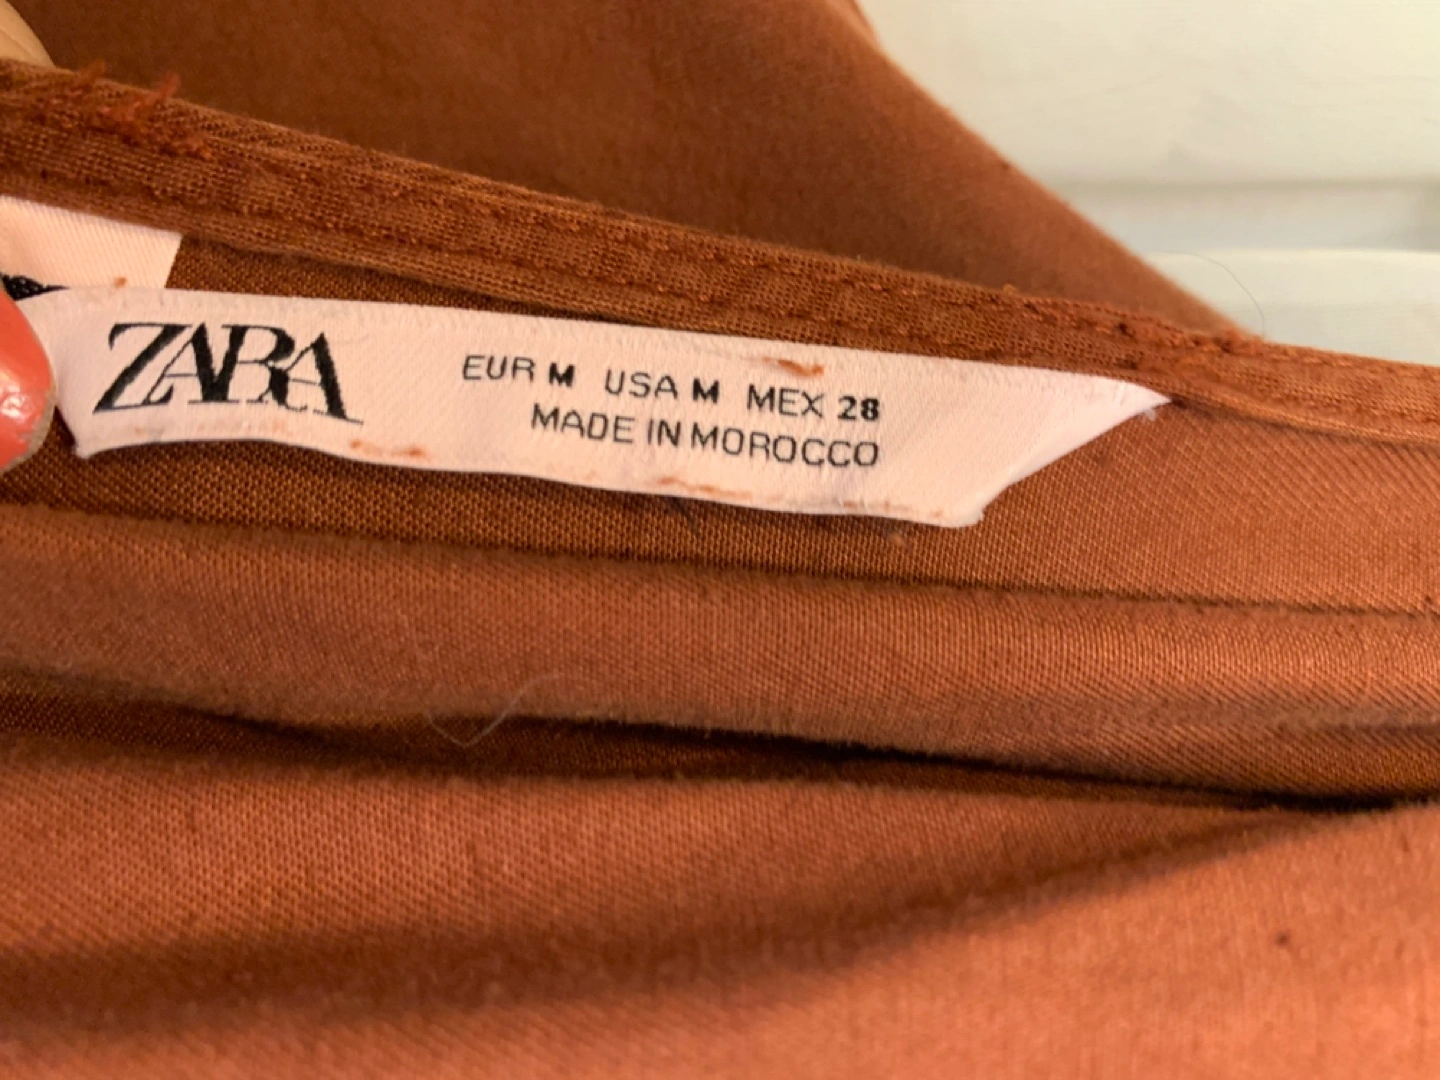 ZARA
EUR M USA M MEX 28
MADE IN MOROCCO